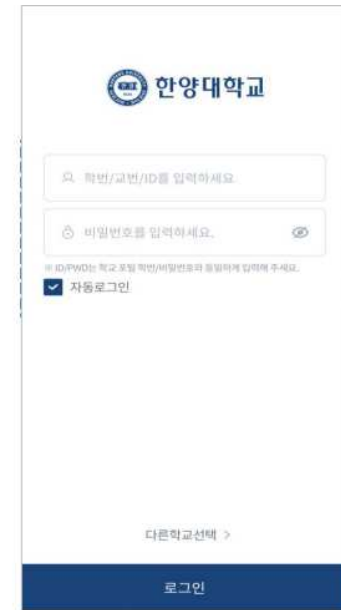 한양대학교
학번/교번/ID를 입력하세요.
비밀번호를 입력하세요.
※ ID/PWD는 학교 포털 학번/비밀번호와 동일하게 입력해 주세요.
자동로그인
다른학교선택 >
로그인